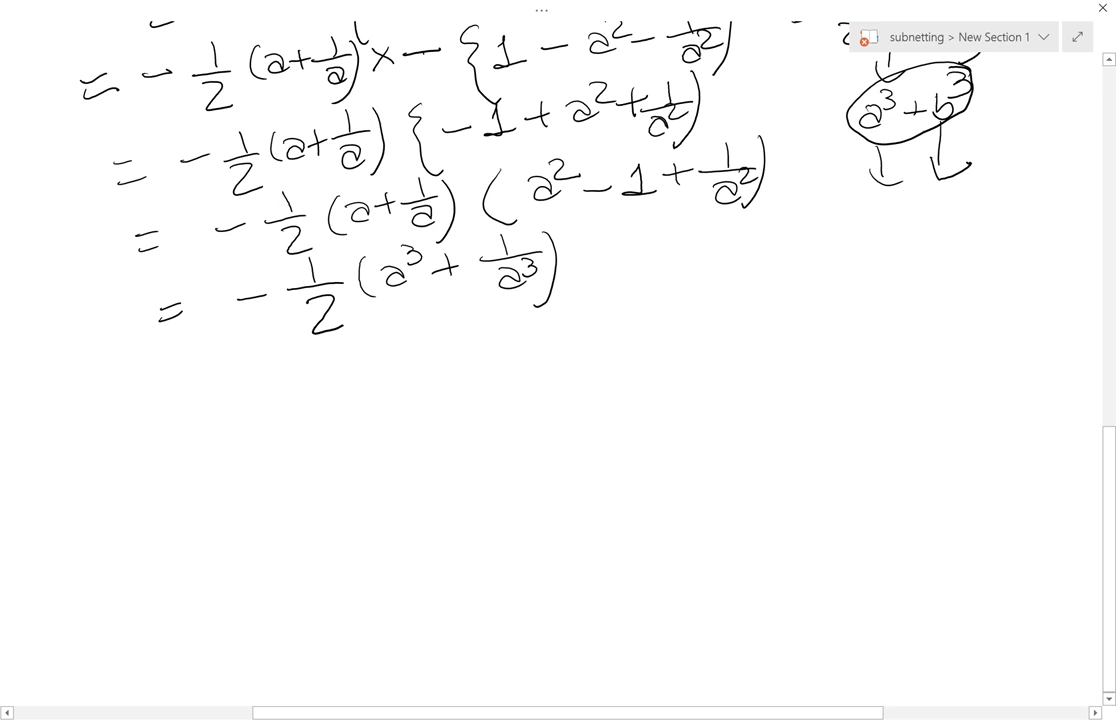 subnetting > New Section 1
= - 1/2 (a + 1/a) × - {1 - a² - 1/a²}
= - 1/2 (a + 1/a) {- 1 + a² + 1/a²)
= - 1/2 (a + 1/a) (a² - 1 + 1/a²)
= - 1/2 (a³ + 1/a³)
a³ + b³